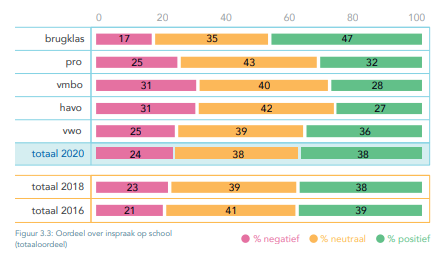 0 20 40 60 80 100
brugklas 17 35 47
pro 25 43 32
vmbo 31 40 28
havo 31 42 27
vwo 25 39 36
totaal 2020 24 38 38
totaal 2018 23 39 38
totaal 2016 21 41 39
Figuur 3.3: Oordeel over inspraak op school
(totaaloordeel)
% negatief % neutraal % positief